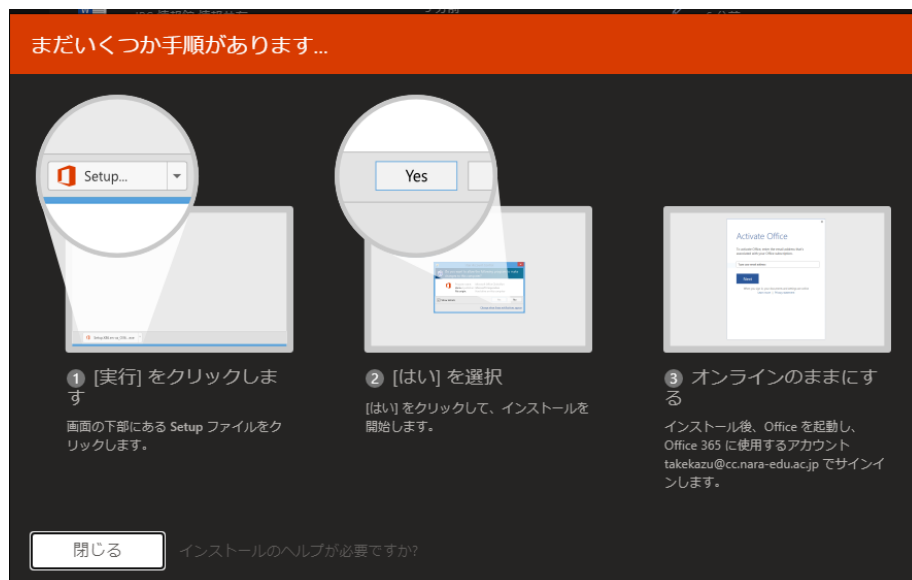 まだいくつか手順があります...
Setup...
Yes
Activate Office
Next
1 [実行] をクリックしま
す
画面の下部にある Setup ファイルをク
リックします。
2 [はい] を選択
[はい] をクリックして、インストールを
開始します。
3 オンラインのままにす
る
インストール後、Office を起動し、
Office 365 に使用するアカウント
takekazu@cc.nara-edu.ac.jp でサインイ
ンします。
閉じる
インストールのヘルプが必要ですか?